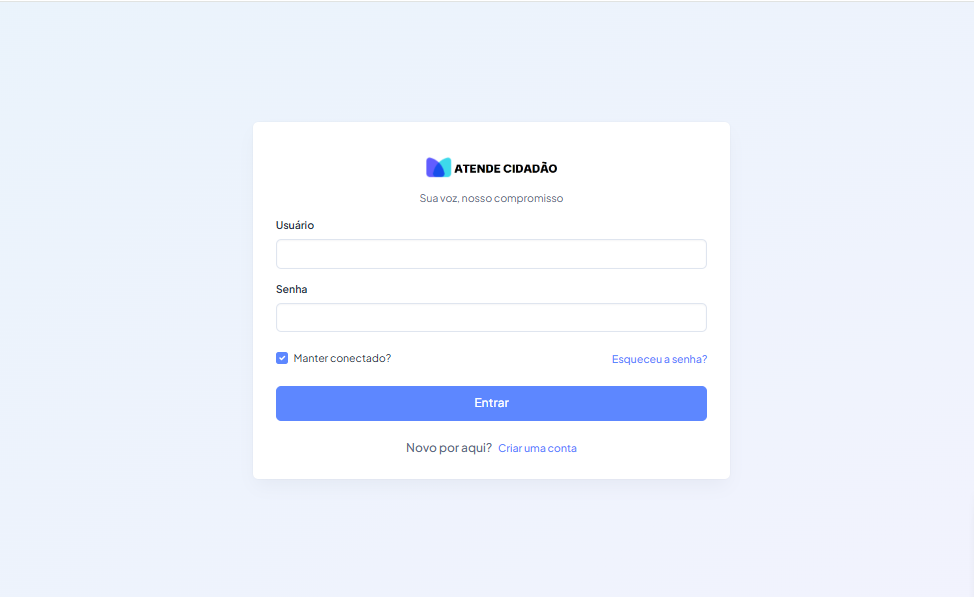 ATENDE CIDADÃO
Sua voz, nosso compromisso
Usuário
Senha
Manter conectado? Esqueceu a senha?
Entrar
Novo por aqui? Criar uma conta